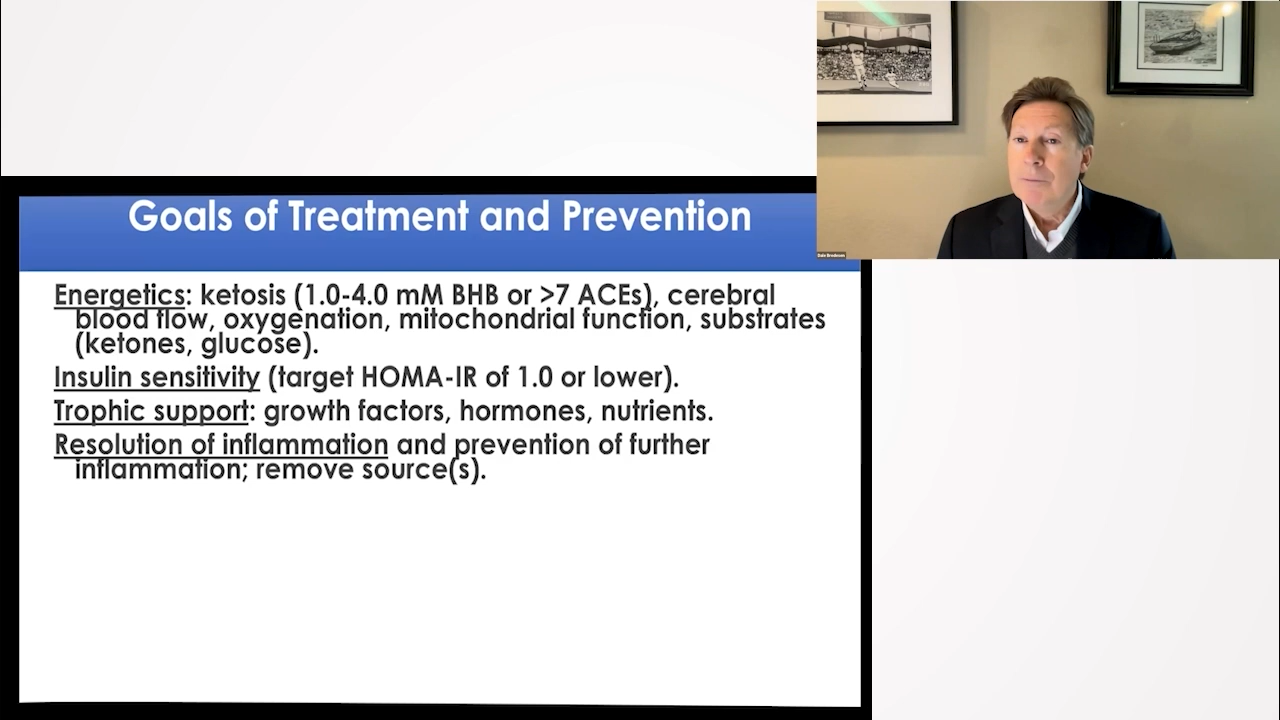 Goals of Treatment and Prevention
Energetics: ketosis (1.0-4.0 mM BHB or >7 ACEs), cerebral
blood flow, oxygenation, mitochondrial function, substrates
(ketones, glucose).
Insulin sensitivity (target HOMA-IR of 1.0 or lower).
Trophic support: growth factors, hormones, nutrients.
Resolution of inflammation and prevention of further
inflammation; remove source(s).